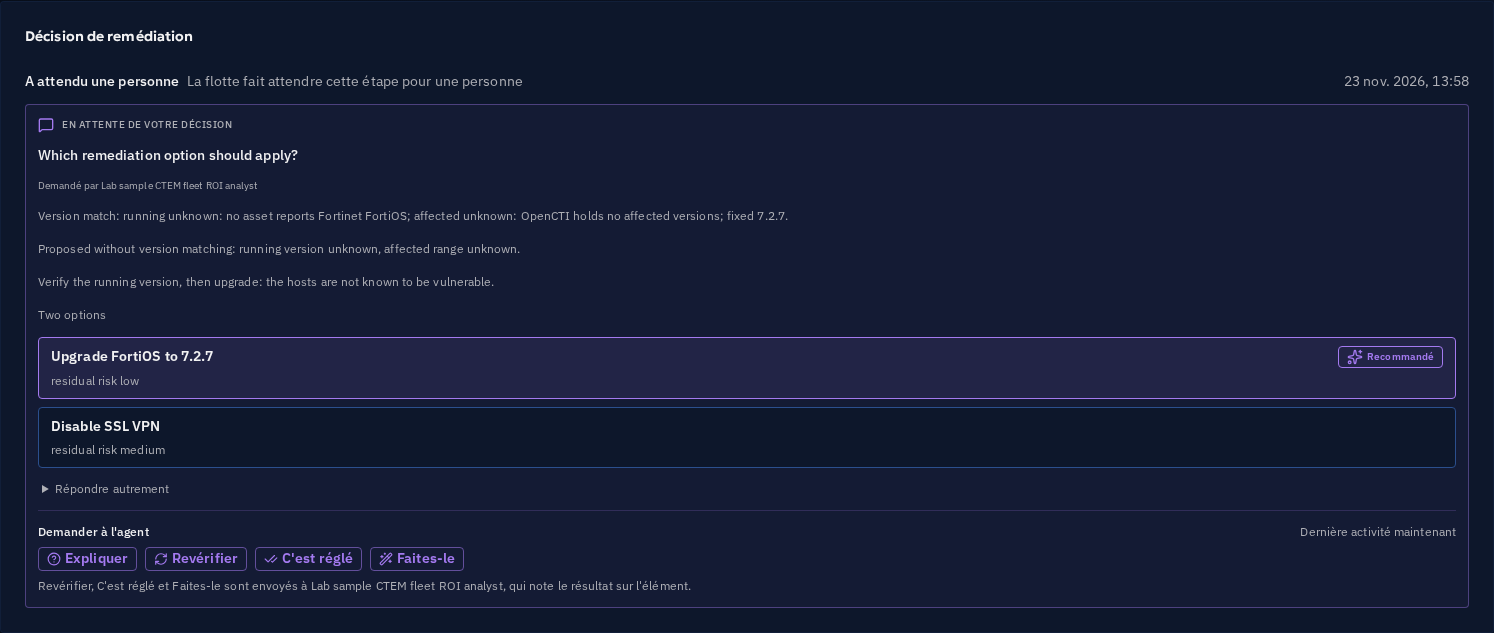 Décision de remédiation
A attendu une personne La flotte fait attendre cette étape pour une personne 23 nov. 2026, 13:58
EN ATTENTE DE VOTRE DÉCISION
Which remediation option should apply?
Demandé par Lab sample CTEM fleet ROI analyst
Version match: running unknown: no asset reports Fortinet FortiOS; affected unknown: OpenCTI holds no affected versions; fixed 7.2.7.
Proposed without version matching: running version unknown, affected range unknown.
Verify the running version, then upgrade: the hosts are not known to be vulnerable.
Two options
Upgrade FortiOS to 7.2.7 Recommandé
residual risk low
Disable SSL VPN
residual risk medium
Répondre autrement
Demander à l'agent Dernière activité maintenant
Expliquer Revérifier C'est réglé Faites-le
Revérifier, C'est réglé et Faites-le sont envoyés à Lab sample CTEM fleet ROI analyst, qui note le résultat sur l'élément.